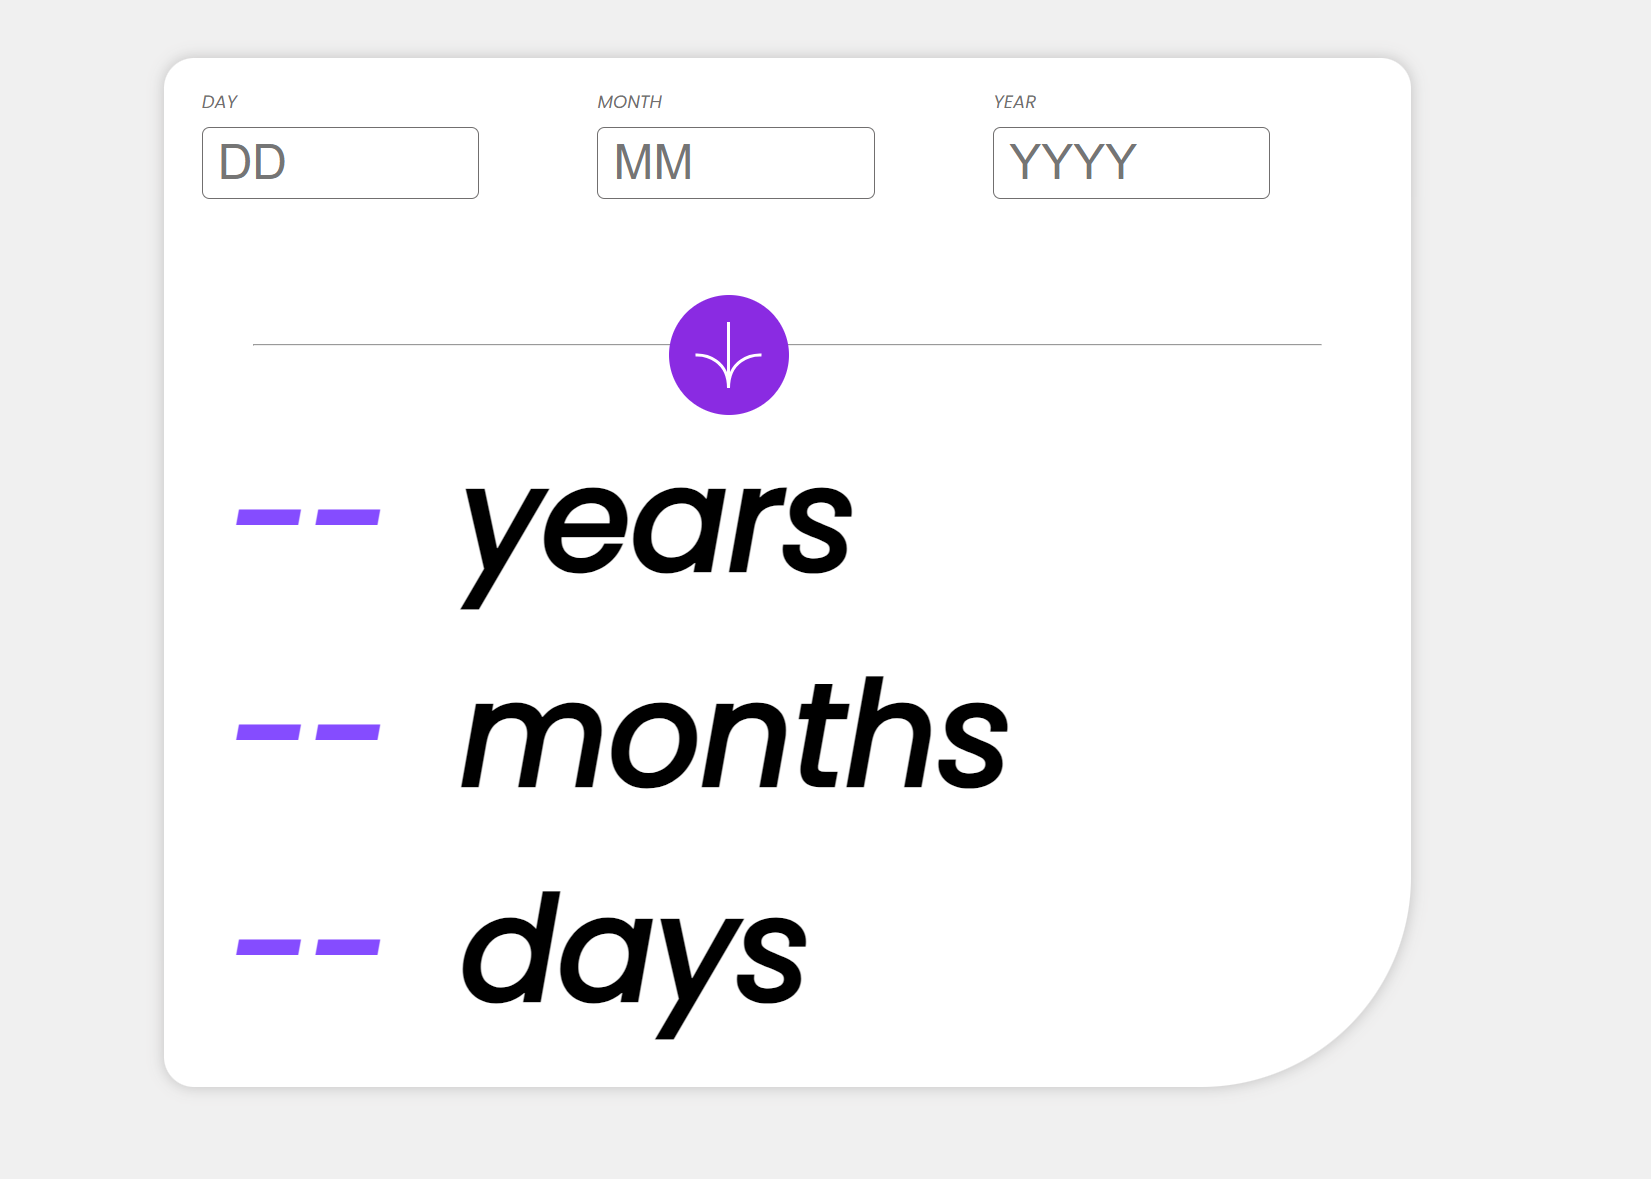 DAY MONTH YEAR
DD MM YYYY
-- years
-- months
-- days